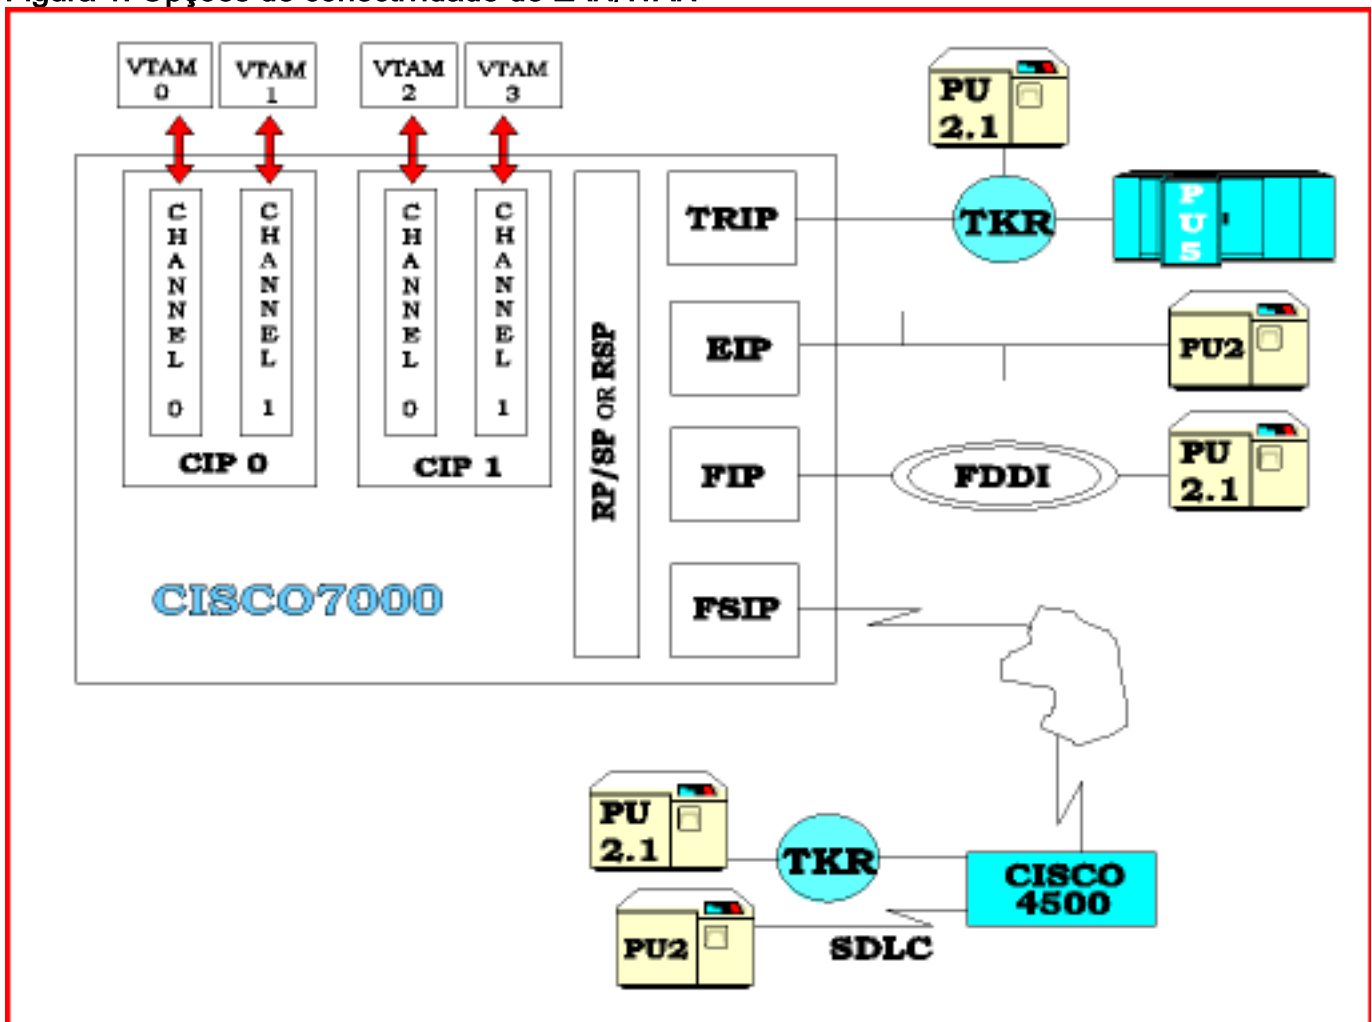 VTAM
0
VTAM
1
VTAM
2
VTAM
3
CHANNEL 0
CHANNEL 1
CIP 0
CHANNEL 0
CHANNEL 1
CIP 1
RP/SP OR RSP
CISCO7000
TRIP
EIP
FIP
FSIP
PU
2.1
TKR
PU5
PU2
FDDI
PU
2.1
PU
2.1
TKR
CISCO
4500
PU2
SDLC